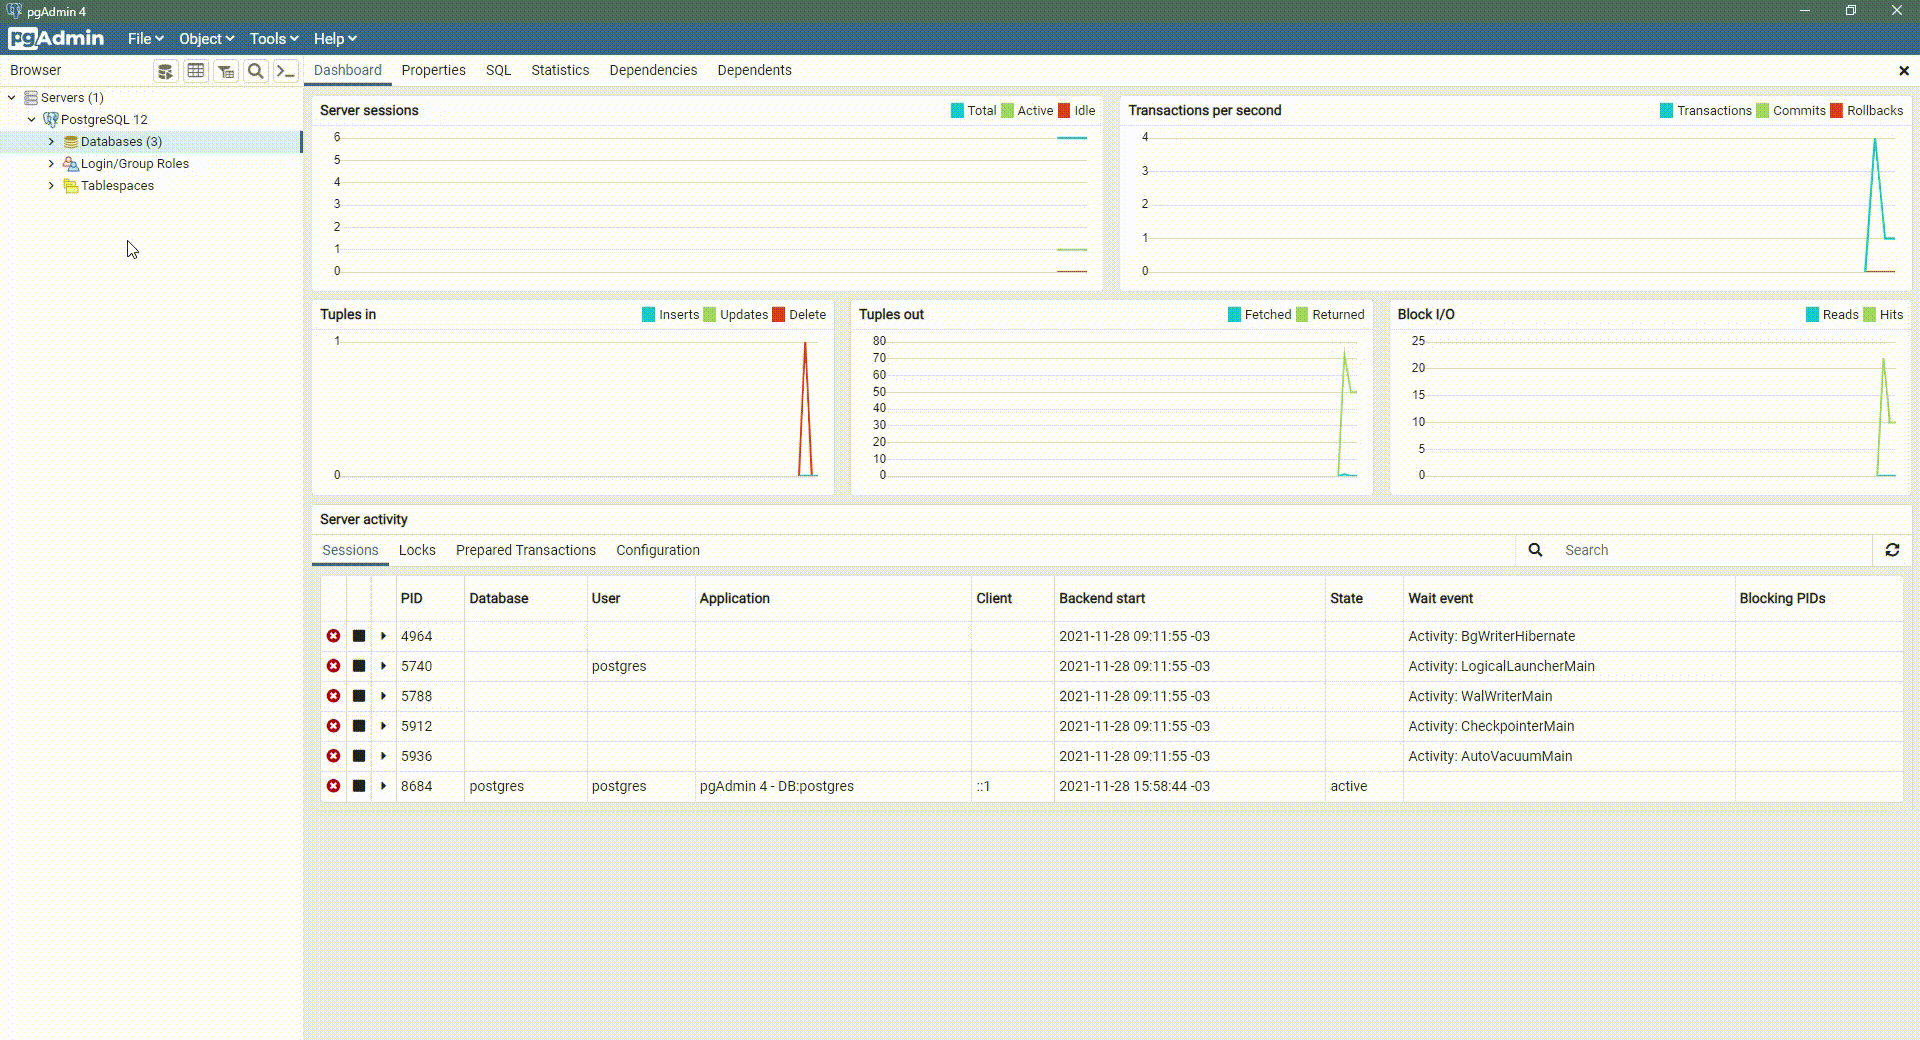 pgAdmin 4
pgAdmin File Object Tools Help
Browser
Dashboard Properties SQL Statistics Dependencies Dependents
Servers (1)
PostgreSQL 12
Databases (3)
Login/Group Roles
Tablespaces
Server sessions
Total Active Idle
6
5
4
3
2
1
0
Transactions per second
Transactions Commits Rollbacks
4
3
2
1
0
Tuples in
Inserts Updates Delete
1
0
Tuples out
Fetched Returned
80
70
60
50
40
30
20
10
0
Block I/O
Reads Hits
25
20
15
10
5
0
Server activity
Sessions Locks Prepared Transactions Configuration
Search
PID Database User Application Client Backend start State Wait event Blocking PIDs
4964 2021-11-28 09:11:55 -03 Activity: BgWriterHibernate
5740 postgres 2021-11-28 09:11:55 -03 Activity: LogicalLauncherMain
5788 2021-11-28 09:11:55 -03 Activity: WalWriterMain
5912 2021-11-28 09:11:55 -03 Activity: CheckpointerMain
5936 2021-11-28 09:11:55 -03 Activity: AutoVacuumMain
8684 postgres postgres pgAdmin 4 - DB:postgres ::1 2021-11-28 15:58:44 -03 active